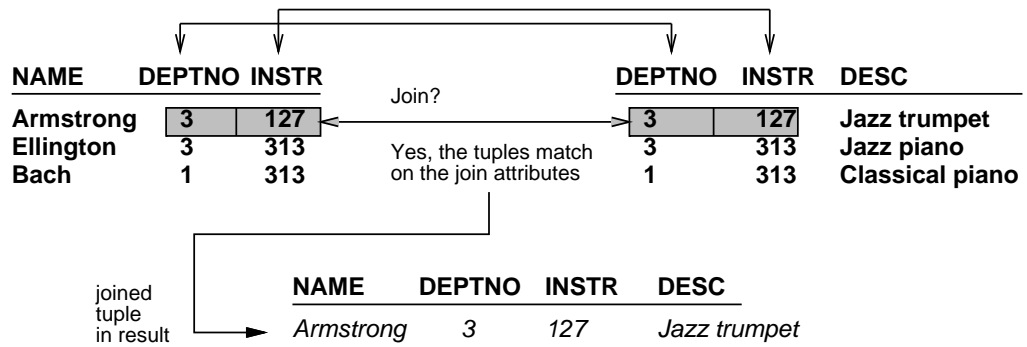 NAME DEPTNO INSTR
Armstrong 3 127
Ellington 3 313
Bach 1 313
Join?
Yes, the tuples match
on the join attributes
DEPTNO INSTR DESC
3 127 Jazz trumpet
3 313 Jazz piano
1 313 Classical piano
joined
tuple
in result
NAME DEPTNO INSTR DESC
Armstrong 3 127 Jazz trumpet